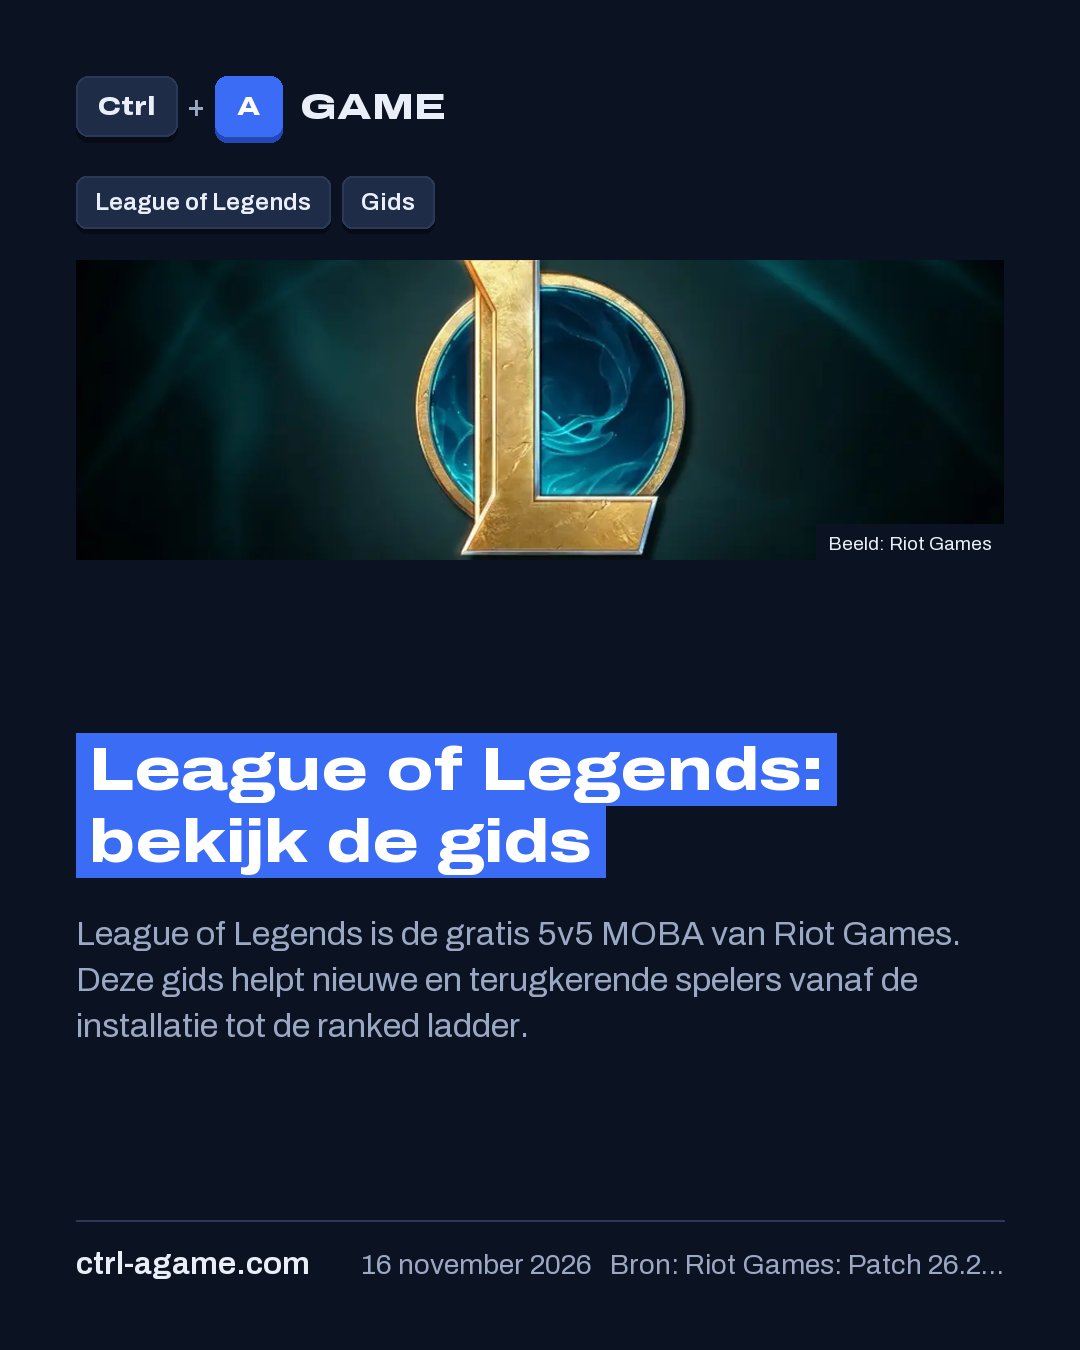 Ctrl + A GAME
League of Legends Gids
Beeld: Riot Games
League of Legends:
bekijk de gids
League of Legends is de gratis 5v5 MOBA van Riot Games.
Deze gids helpt nieuwe en terugkerende spelers vanaf de
installatie tot de ranked ladder.
ctrl-agame.com 16 november 2026 Bron: Riot Games: Patch 26.2...